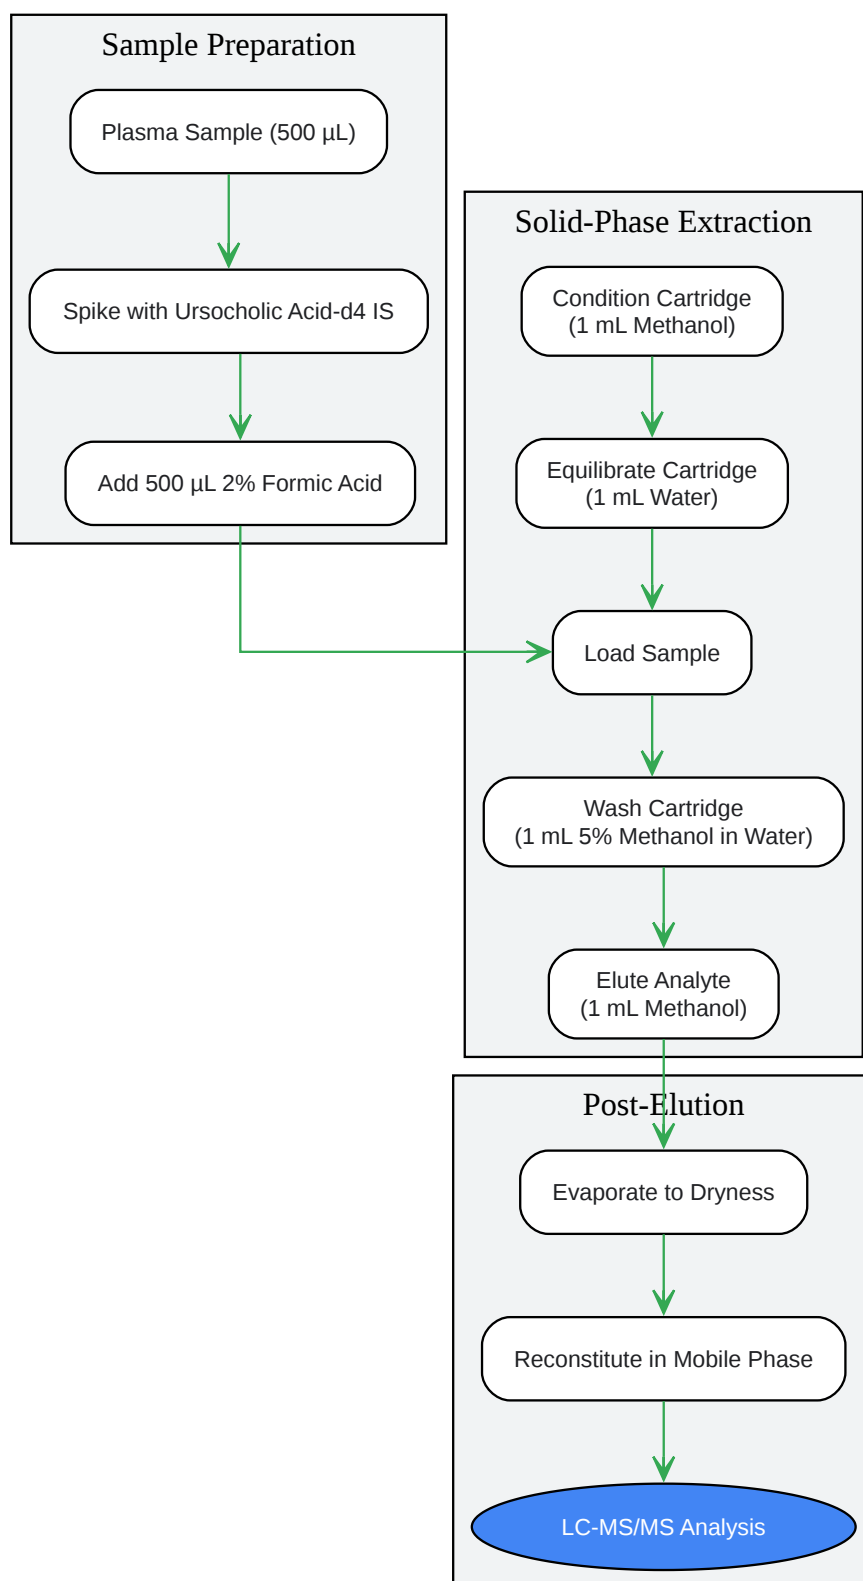 Sample Preparation
Plasma Sample (500 µL)
Spike with Ursocholic Acid-d4 IS
Add 500 µL 2% Formic Acid
Solid-Phase Extraction
Condition Cartridge
(1 mL Methanol)
Equilibrate Cartridge
(1 mL Water)
Load Sample
Wash Cartridge
(1 mL 5% Methanol in Water)
Elute Analyte
(1 mL Methanol)
Post-Elution
Evaporate to Dryness
Reconstitute in Mobile Phase
LC-MS/MS Analysis